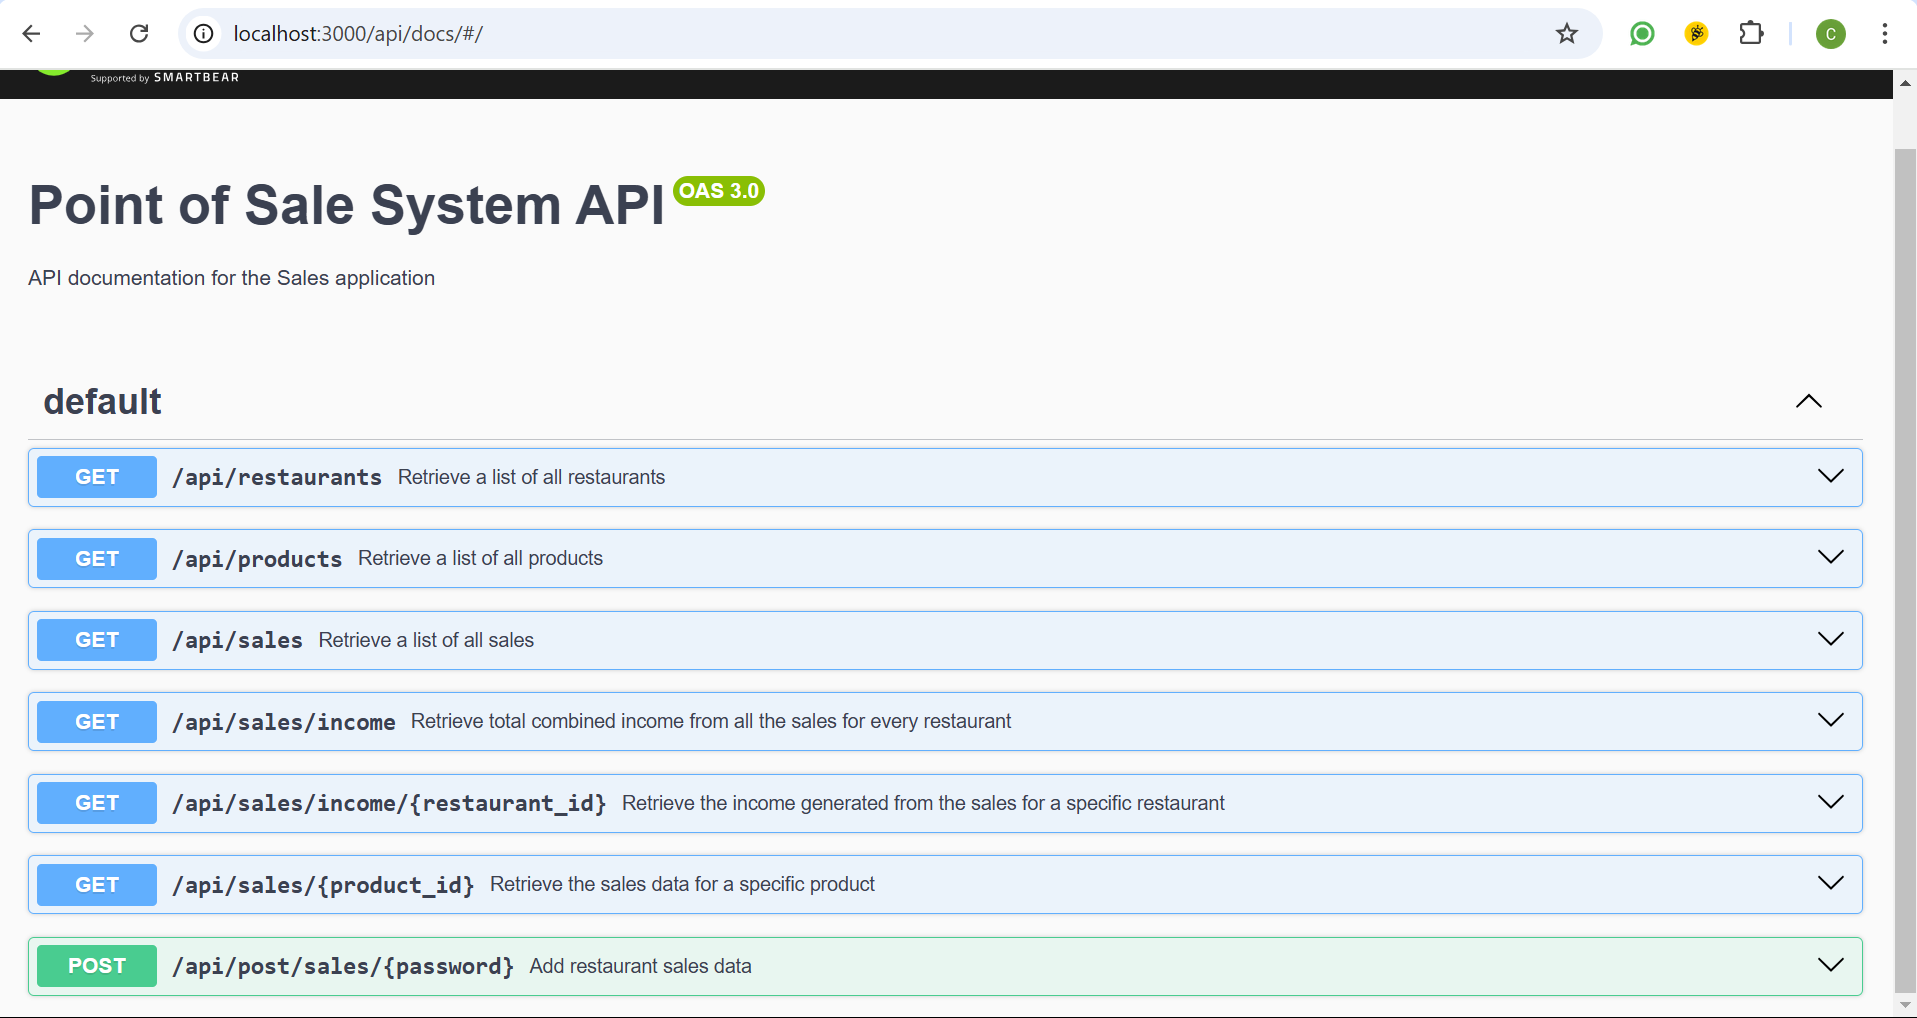 localhost:3000/api/docs/#/
C
Supported by SMARTBEAR
Point of Sale System API OAS 3.0
API documentation for the Sales application
default
GET /api/restaurants Retrieve a list of all restaurants
GET /api/products Retrieve a list of all products
GET /api/sales Retrieve a list of all sales
GET /api/sales/income Retrieve total combined income from all the sales for every restaurant
GET /api/sales/income/{restaurant_id} Retrieve the income generated from the sales for a specific restaurant
GET /api/sales/{product_id} Retrieve the sales data for a specific product
POST /api/post/sales/{password} Add restaurant sales data